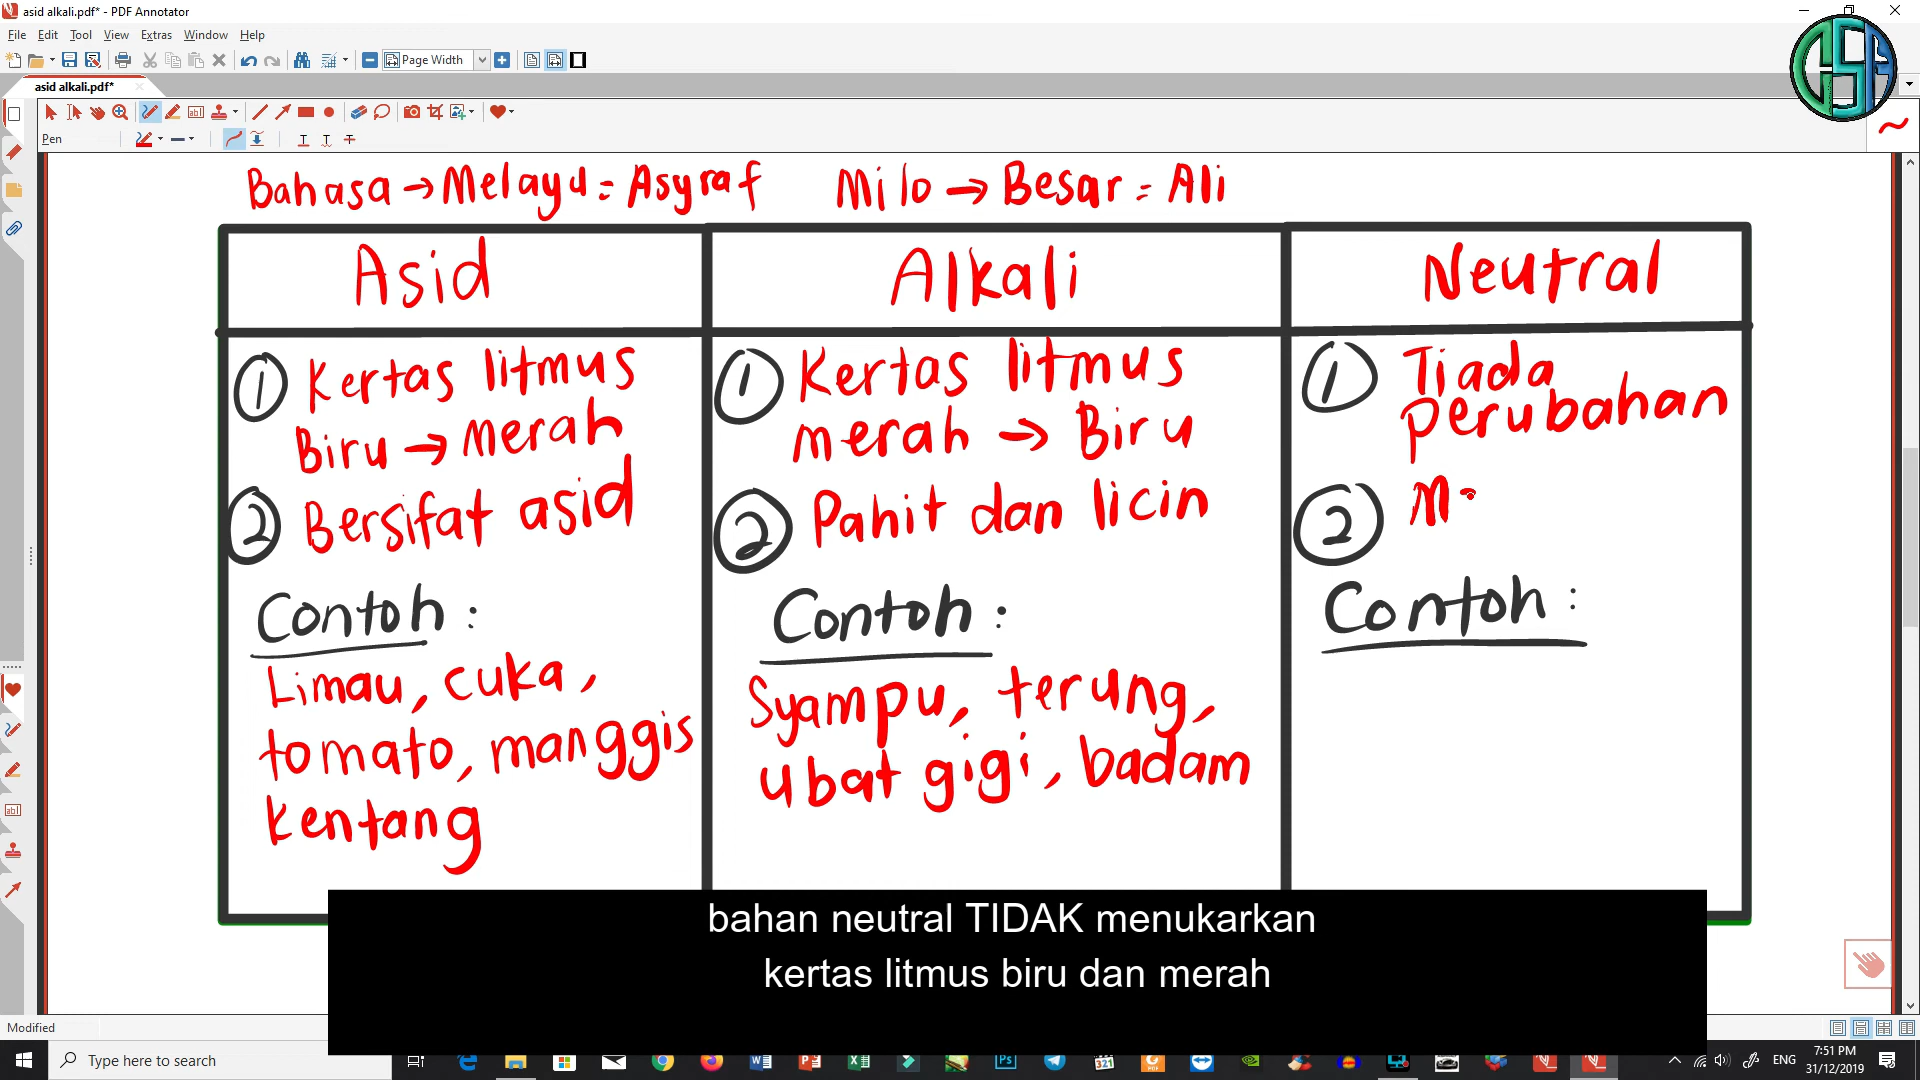 asid alkali.pdf* - PDF Annotator
File Edit Tool View Extras Window Help
Page Width
asid alkali.pdf*
Pen
Bahasa → Melayu = Asyraf Milo → Besar = Ali
Asid Alkali Neutral
1 Kertas litmus
Biru → merah
2 Bersifat asid
Contoh :
Limau, cuka,
tomato, manggis
kentang
1 Kertas litmus
merah → Biru
2 Pahit dan licin
Contoh :
Syampu, terung,
ubat gigi, badam
1 Tiada
perubahan
2 M
Contoh :
bahan neutral TIDAK menukarkan
kertas litmus biru dan merah
Modified
Type here to search
ENG
7:51 PM
31/12/2019